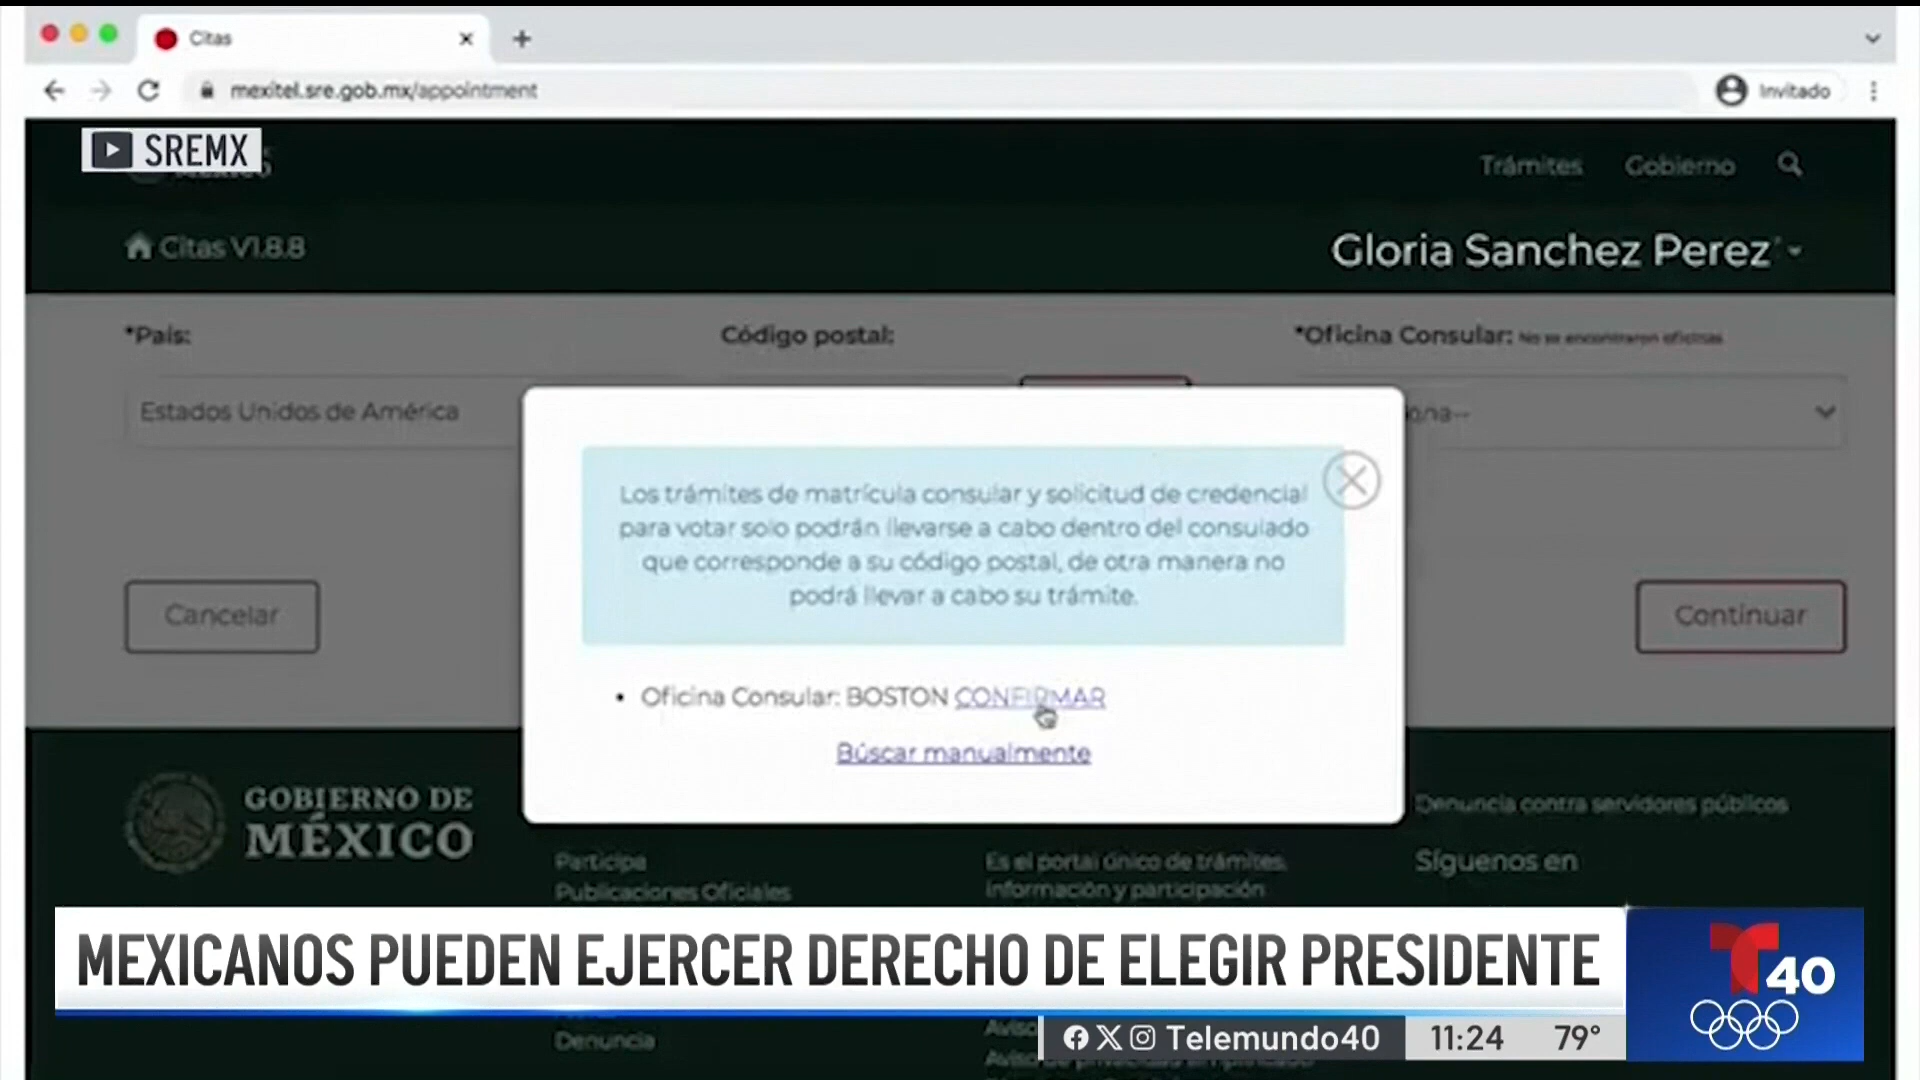 Citas
mexitel.sre.gob.mx/appointment
Invitado
SREMX
Trámites Gobierno
Citas V1.8.8
Gloria Sanchez Perez
*País:
Código postal:
*Oficina Consular: No se encontraron oficinas
Estados Unidos de América
Los trámites de matrícula consular y solicitud de credencial
para votar solo podrán llevarse a cabo dentro del consulado
que corresponde a su código postal, de otra manera no
podrá llevar a cabo su trámite.
Cancelar
Continuar
• Oficina Consular: BOSTON CONFIRMAR
Búscar manualmente
GOBIERNO DE
MÉXICO
Participa
Publicaciones Oficiales
Es el portal único de trámites,
información y participación
Denuncia contra servidores públicos
Síguenos en
MEXICANOS PUEDEN EJERCER DERECHO DE ELEGIR PRESIDENTE
40
Denuncia
Telemundo40
11:24 79°